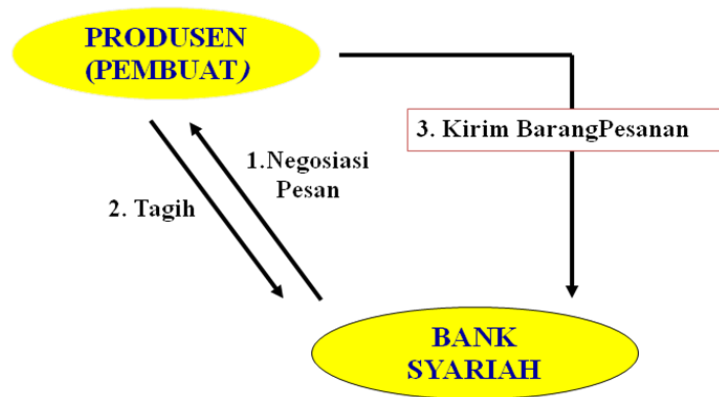 PRODUSEN
(PEMBUAT)
3. Kirim BarangPesanan
1.Negosiasi
Pesan
2. Tagih
BANK
SYARIAH